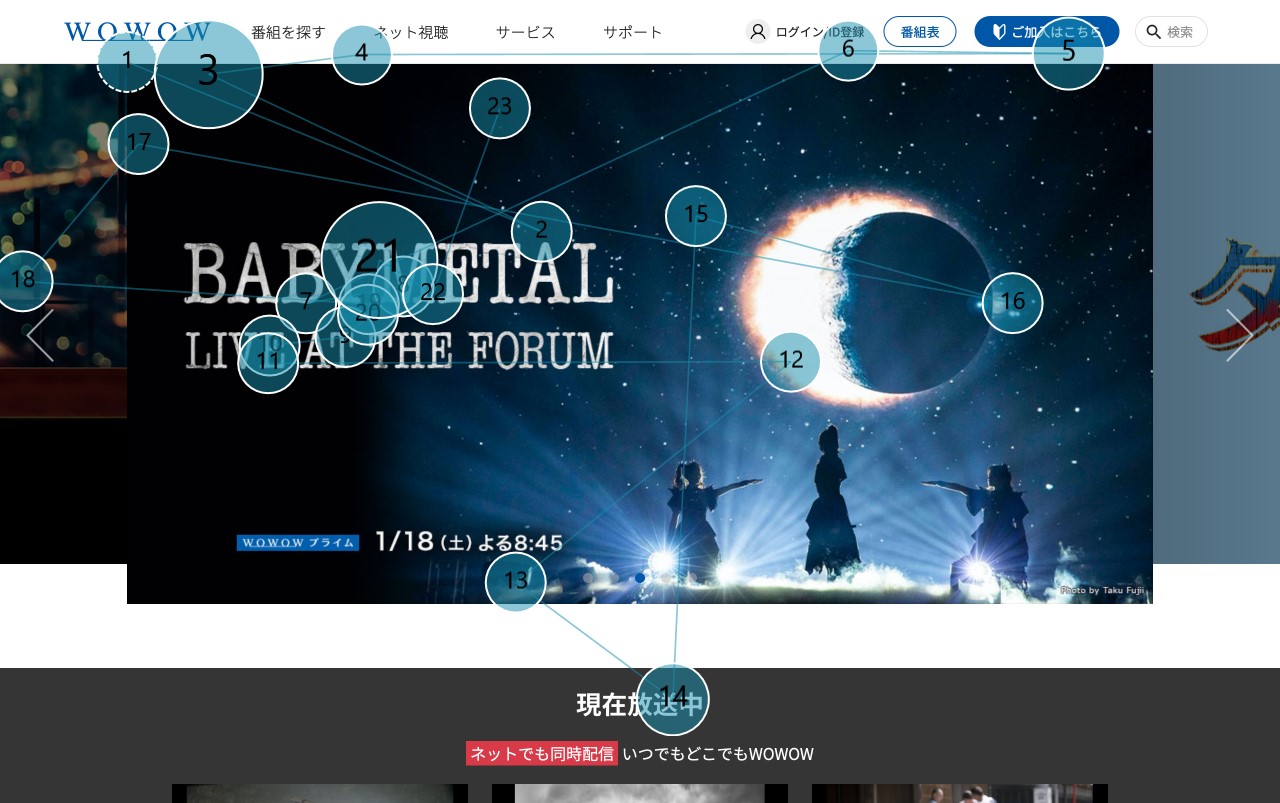 WOWOW 番組を探す ネット視聴 サービス サポート ログイン/ID登録 番組表 ご加入はこちら 検索
1 3 4 6 5
23
17
2 15
18 21 7 22 16
20
11 12
BABYMETAL
LIVE AT THE FORUM
WOWOW プライム 1/18(土)よる8:45
13
Photo by Taku Fujii
14
現在放送中
ネットでも同時配信 いつでもどこでもWOWOW